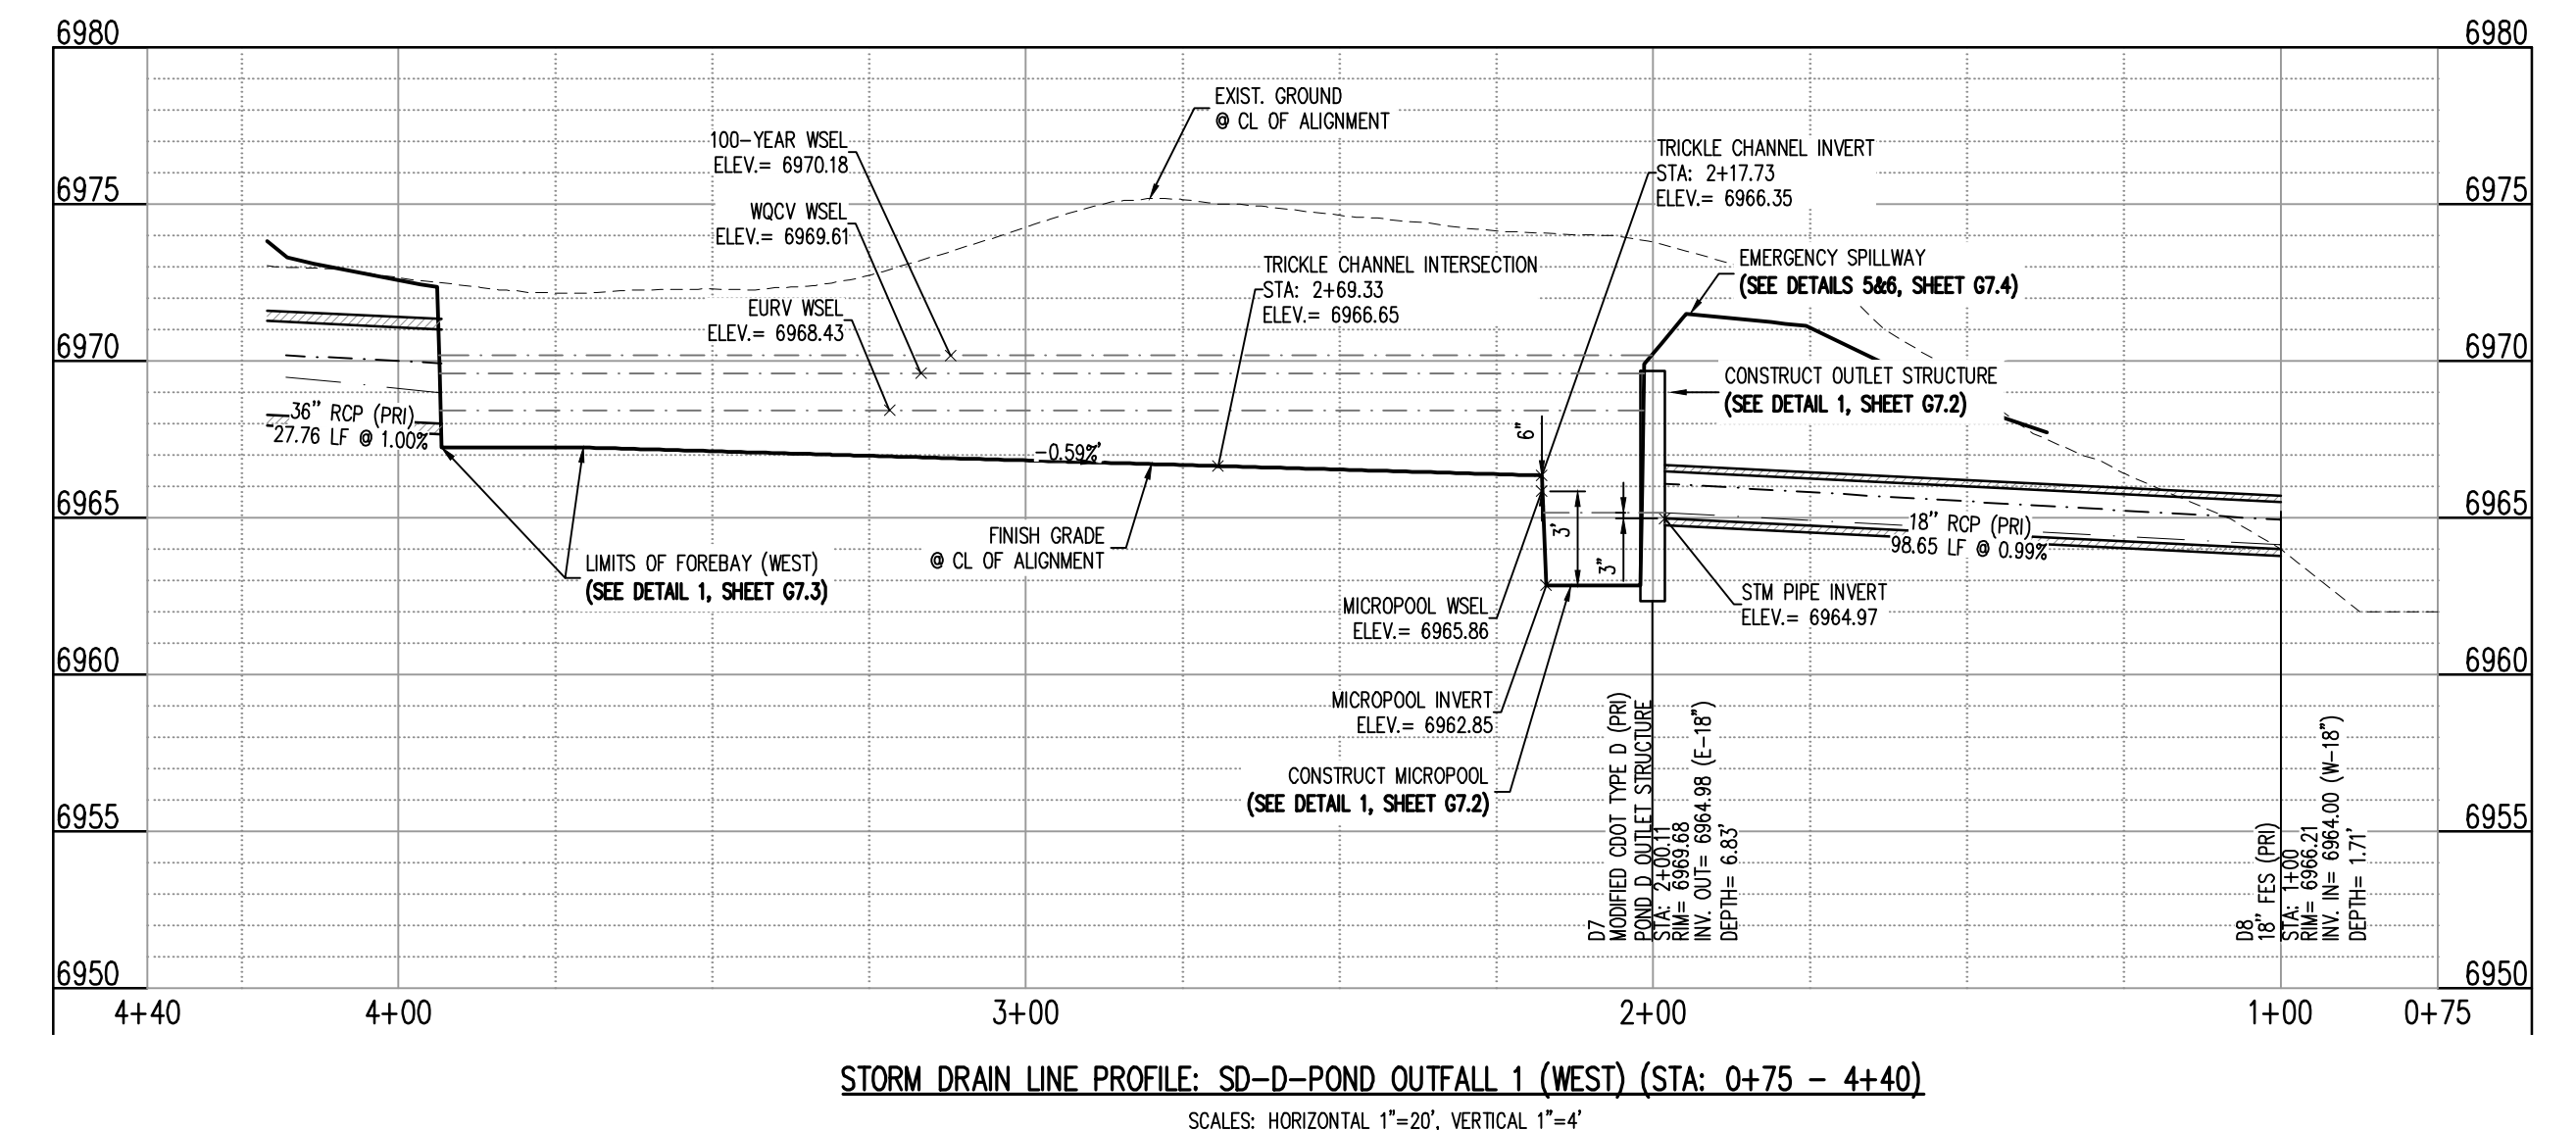 6980
6980
EXIST. GROUND
@ CL OF ALIGNMENT
100-YEAR WSEL
ELEV.= 6970.18
TRICKLE CHANNEL INVERT
STA: 2+17.73
ELEV.= 6966.35
6975
6975
WQCV WSEL
ELEV.= 6969.61
TRICKLE CHANNEL INTERSECTION
STA: 2+69.33
ELEV.= 6966.65
EMERGENCY SPILLWAY
(SEE DETAILS 5&6, SHEET G7.4)
EURV WSEL
ELEV.= 6968.43
6970
6970
CONSTRUCT OUTLET STRUCTURE
(SEE DETAIL 1, SHEET G7.2)
36" RCP (PRI)
27.76 LF @ 1.00%
-0.59%'
6"
6965
6965
3'
3"
18" RCP (PRI)
98.65 LF @ 0.99%
FINISH GRADE
@ CL OF ALIGNMENT
LIMITS OF FOREBAY (WEST)
(SEE DETAIL 1, SHEET G7.3)
MICROPOOL WSEL
ELEV.= 6965.86
STM PIPE INVERT
ELEV.= 6964.97
6960
6960
MICROPOOL INVERT
ELEV.= 6962.85
CONSTRUCT MICROPOOL
(SEE DETAIL 1, SHEET G7.2)
D7
MODIFIED CDOT TYPE D (PRI)
POND D OUTLET STRUCTURE
STA: 2+00.11
RIM= 6969.68
INV. OUT= 6964.98 (E-18")
DEPTH= 6.83'
D8
18" FES (PRI)
STA: 1+00
RIM= 6966.21
INV. IN= 6964.00 (W-18")
DEPTH= 1.71'
6955
6955
6950
6950
4+40
4+00
3+00
2+00
1+00
0+75
STORM DRAIN LINE PROFILE: SD-D-POND OUTFALL 1 (WEST) (STA: 0+75 - 4+40)
SCALES: HORIZONTAL 1"=20', VERTICAL 1"=4'